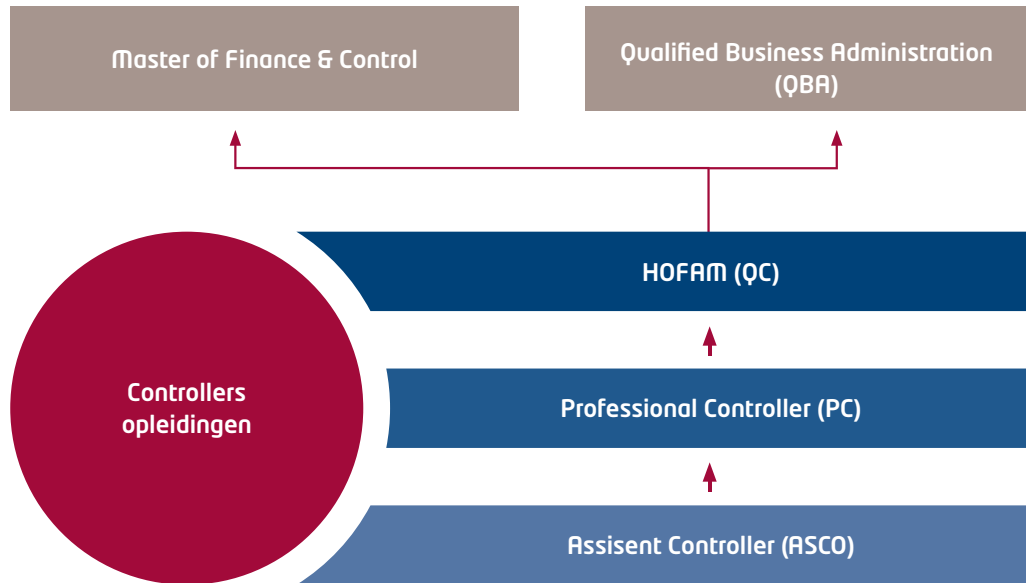 Master of Finance & Control
Qualified Business Administration
(QBA)
HOFAM (QC)
Controllers
opleidingen
Professional Controller (PC)
Assisent Controller (ASCO)